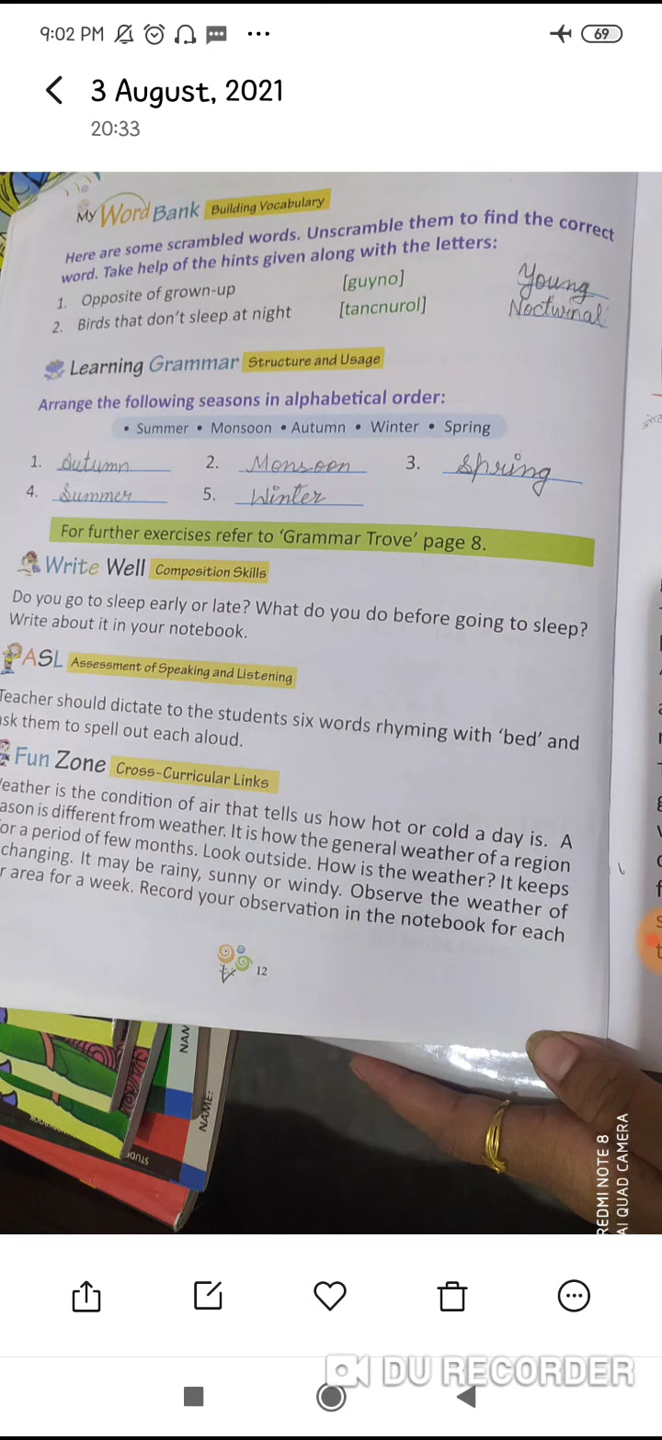 9:02 PM
69
3 August, 2021
20:33
My Word Bank Building Vocabulary
Here are some scrambled words. Unscramble them to find the correct
word. Take help of the hints given along with the letters:
1. Opposite of grown-up [guyno] Young
2. Birds that don't sleep at night [tancnurol] Nocturnal
Learning Grammar Structure and Usage
Arrange the following seasons in alphabetical order:
• Summer • Monsoon • Autumn • Winter • Spring
1. Autumn 2. Monsoon 3. Spring
4. Summer 5. Winter
For further exercises refer to 'Grammar Trove' page 8.
Write Well Composition Skills
Do you go to sleep early or late? What do you do before going to sleep?
Write about it in your notebook.
ASL Assessment of Speaking and Listening
Teacher should dictate to the students six words rhyming with 'bed' and
ask them to spell out each aloud.
Fun Zone Cross-Curricular Links
Weather is the condition of air that tells us how hot or cold a day is. A
ason is different from weather. It is how the general weather of a region
or a period of few months. Look outside. How is the weather? It keeps
changing. It may be rainy, sunny or windy. Observe the weather of
r area for a week. Record your observation in the notebook for each
12
NAM
NAME:
REDMI NOTE 8
AI QUAD CAMERA
DU RECORDER